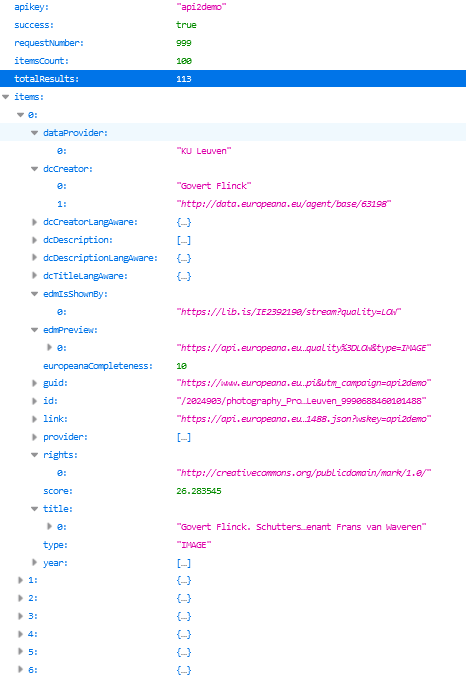 apikey: "api2demo"
success: true
requestNumber: 999
itemsCount: 100
totalResults: 113
items:
0:
dataProvider:
0: "KU Leuven"
dcCreator:
0: "Govert Flinck"
1: "http://data.europeana.eu/agent/base/63198"
dcCreatorLangAware: {…}
dcDescription: […]
dcDescriptionLangAware: {…}
dcTitleLangAware: {…}
edmIsShownBy:
0: "https://lib.is/IE2392190/stream?quality=LOW"
edmPreview:
0: "https://api.europeana.eu…quality%3DLOW&type=IMAGE"
europeanaCompleteness: 10
guid: "https://www.europeana.eu…pi&utm_campaign=api2demo"
id: "/2024903/photography_Pro…Leuven_9990688460101488"
link: "https://api.europeana.eu…1488.json?wskey=api2demo"
provider: […]
rights:
0: "http://creativecommons.org/publicdomain/mark/1.0/"
score: 26.283545
title:
0: "Govert Flinck. Schutters…enant Frans van Waveren"
type: "IMAGE"
year: […]
1: {…}
2: {…}
3: {…}
4: {…}
5: {…}
6: {…}